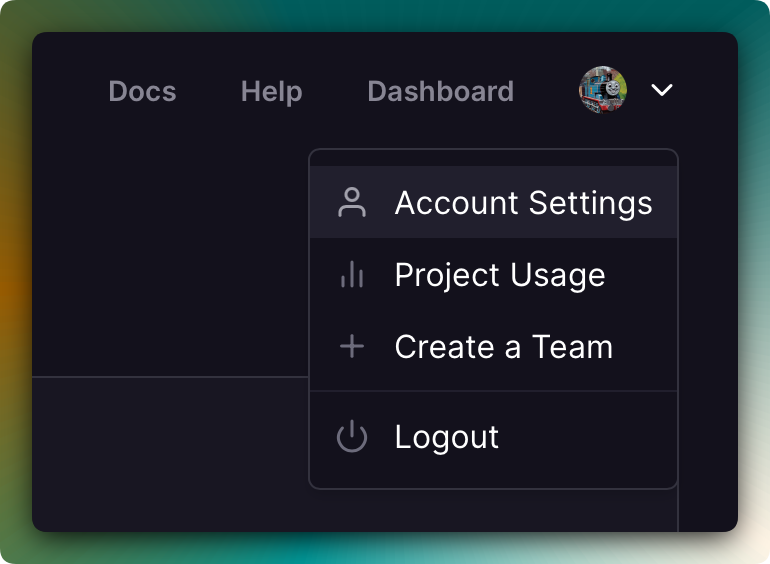 Docs Help Dashboard
Account Settings
Project Usage
Create a Team
Logout